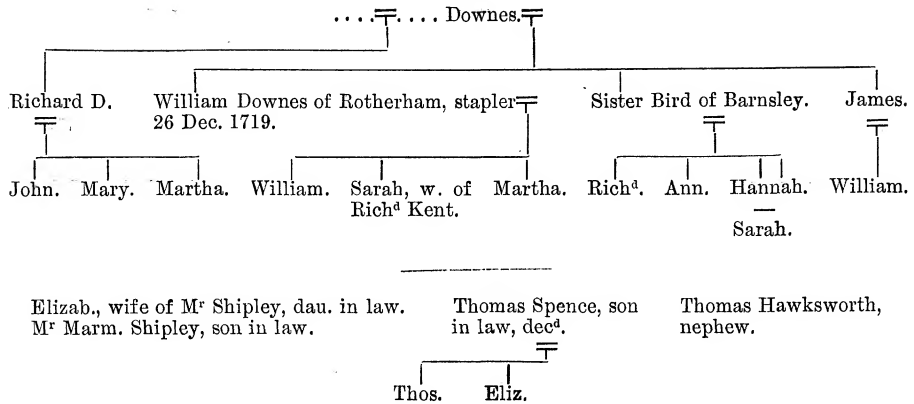 .... .... Downes.
Richard D. William Downes of Rotherham, stapler Sister Bird of Barnsley. James.
26 Dec. 1719.
John. Mary. Martha. William. Sarah, w. of Martha. Richᵈ. Ann. Hannah. William.
Richᵈ Kent.
Sarah.
Elizab., wife of Mʳ Shipley, dau. in law. Thomas Spence, son Thomas Hawksworth,
Mʳ Marm. Shipley, son in law. in law, decᵈ. nephew.
Thos. Eliz.